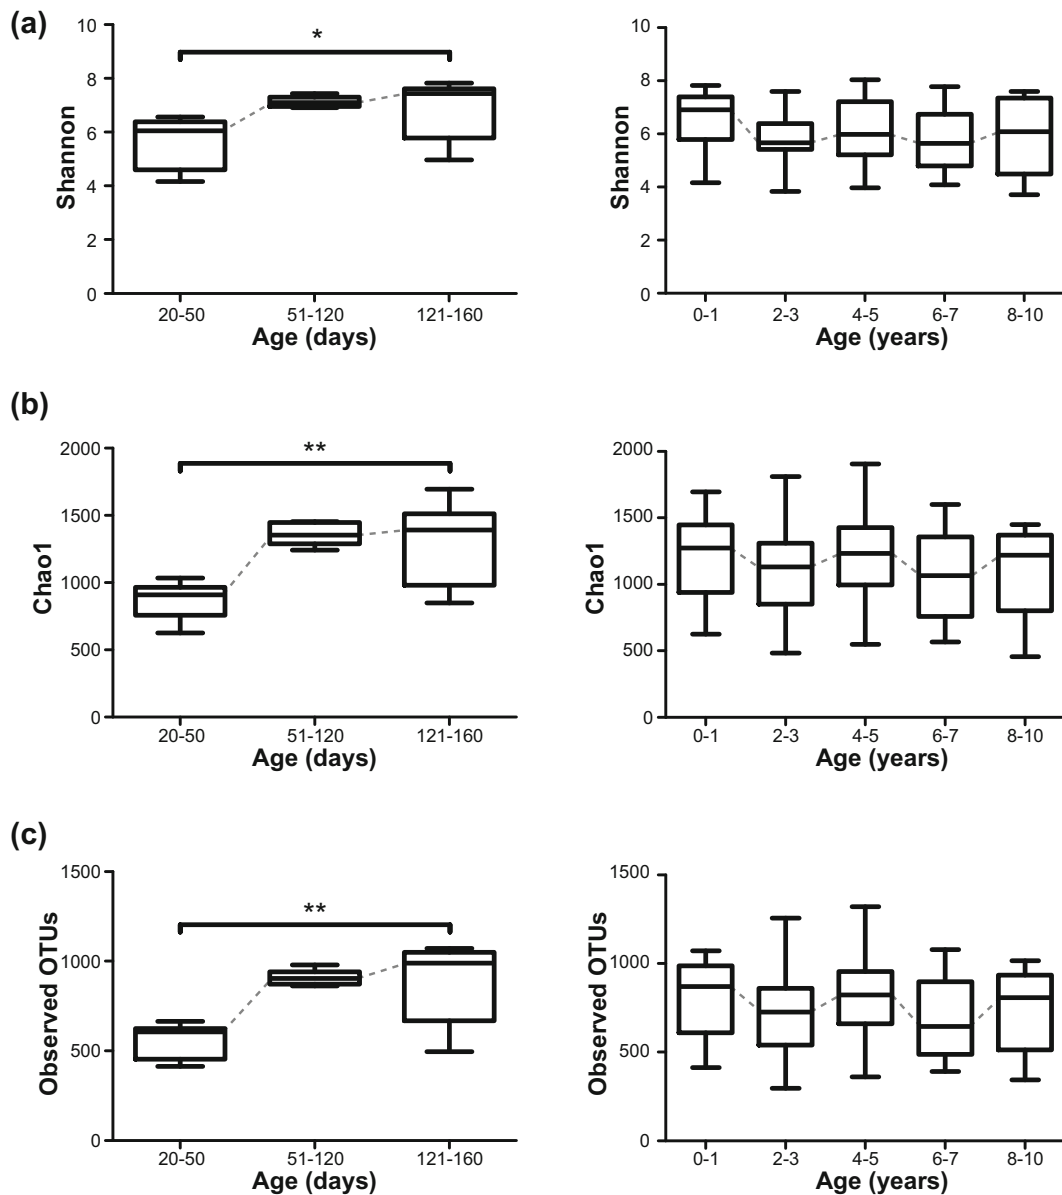 (a)
Shannon
10
8
6
4
2
0
*
20-50 51-120 121-160
Age (days)
Shannon
10
8
6
4
2
0
0-1 2-3 4-5 6-7 8-10
Age (years)
(b)
Chao1
2000
1500
1000
500
0
**
20-50 51-120 121-160
Age (days)
Chao1
2000
1500
1000
500
0
0-1 2-3 4-5 6-7 8-10
Age (years)
(c)
Observed OTUs
1500
1000
500
0
**
20-50 51-120 121-160
Age (days)
Observed OTUs
1500
1000
500
0
0-1 2-3 4-5 6-7 8-10
Age (years)